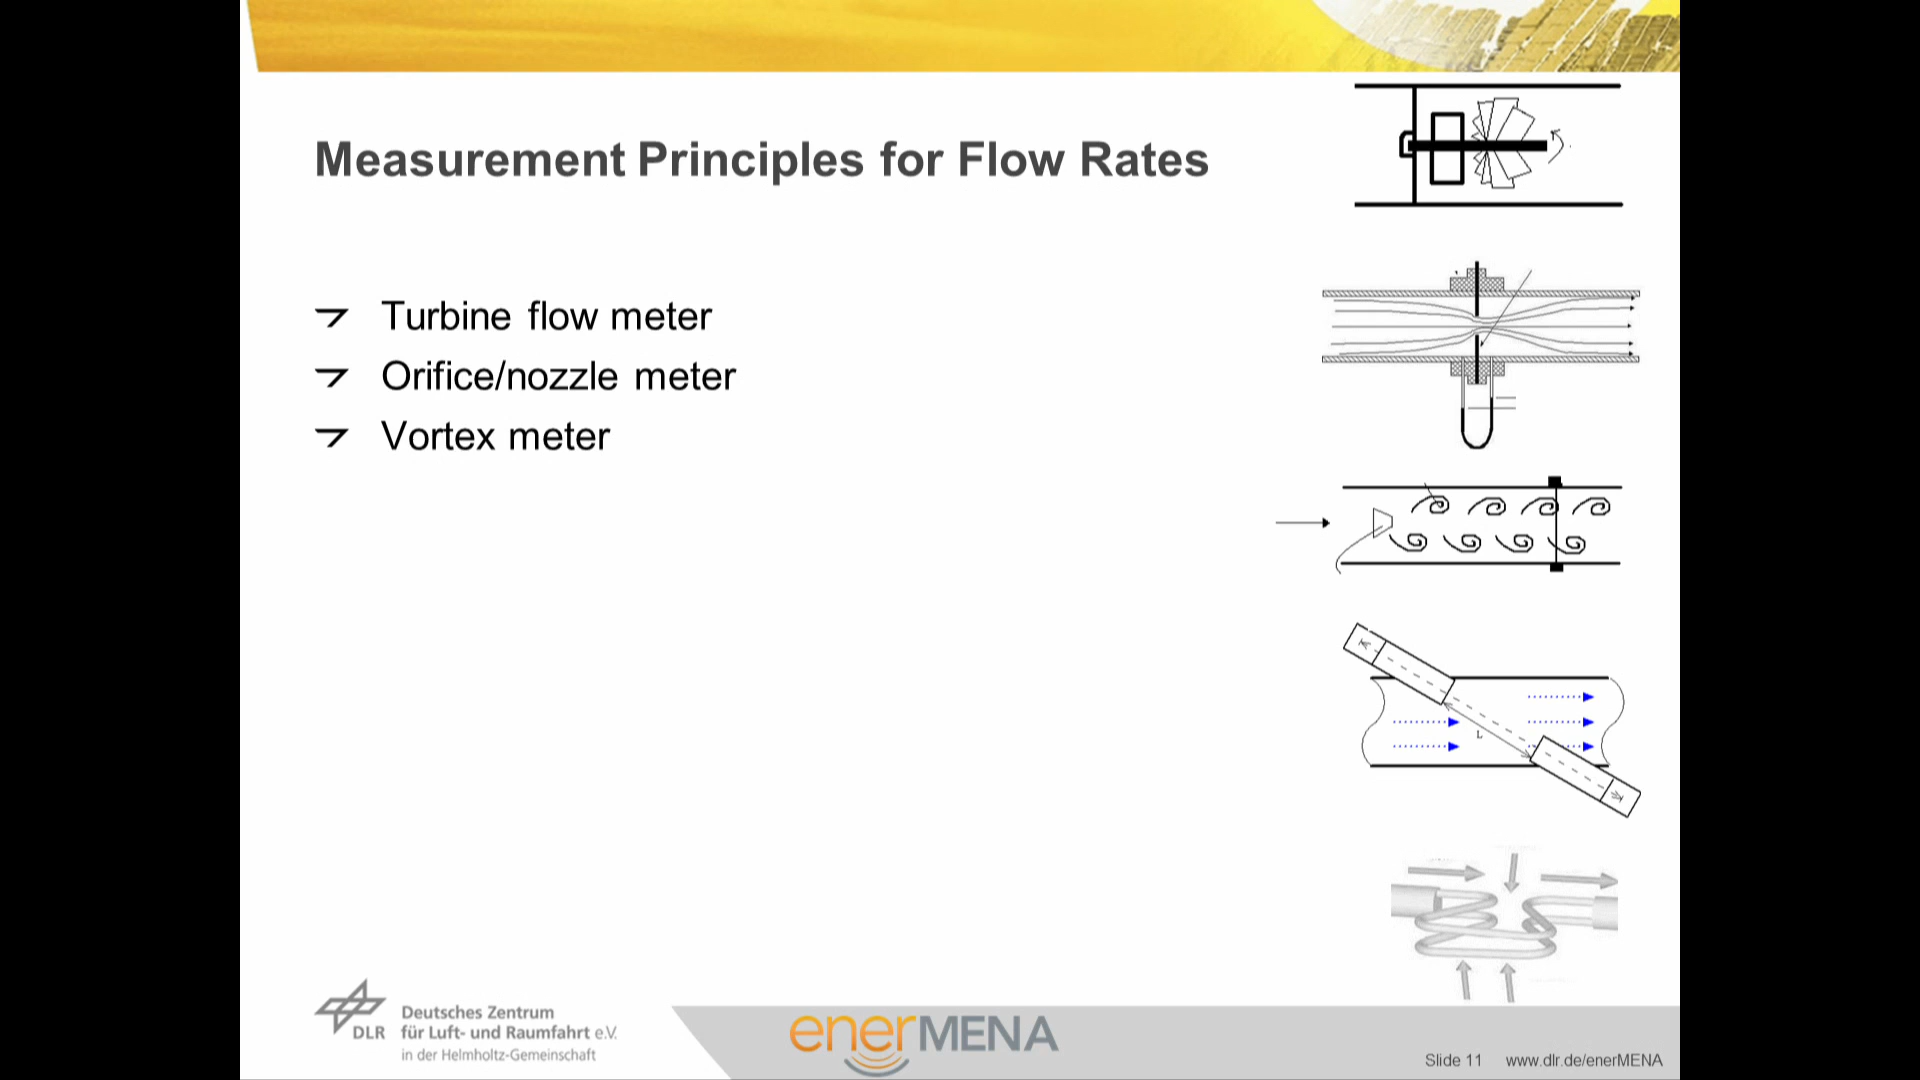 Measurement Principles for Flow Rates
Turbine flow meter
Orifice/nozzle meter
Vortex meter
L
DLR
Deutsches Zentrum
für Luft- und Raumfahrt e.V.
in der Helmholtz-Gemeinschaft
enerMENA
Slide 11 www.dlr.de/enerMENA